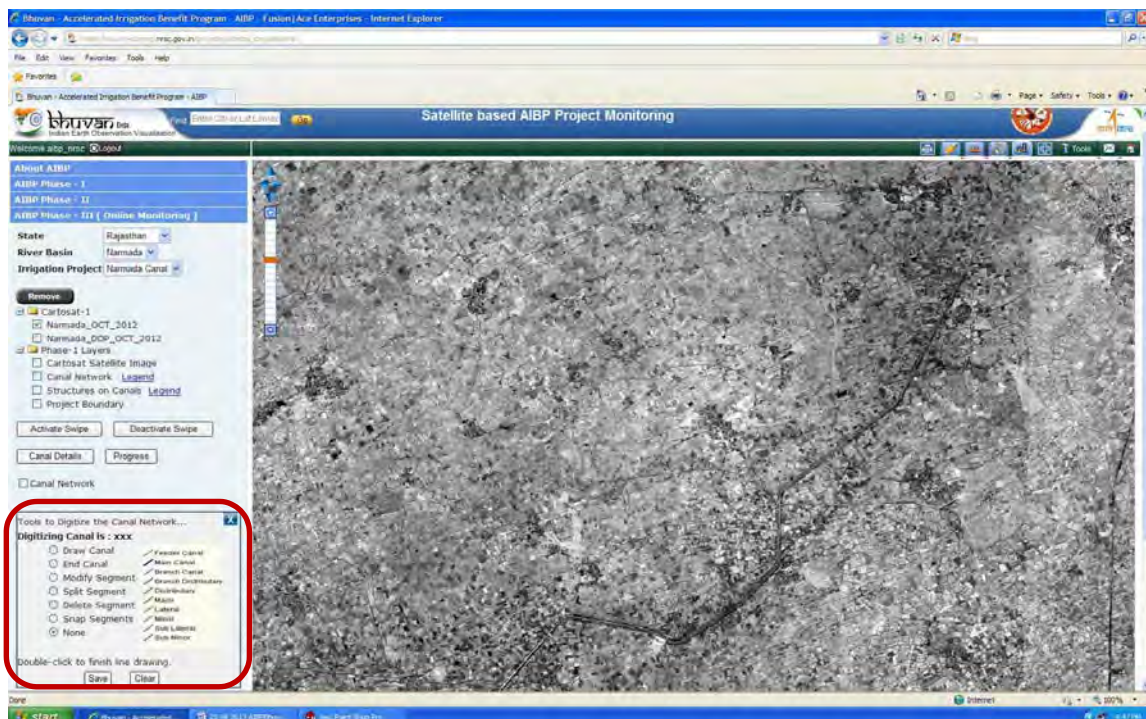 Bhuvan - Accelerated Irrigation Benefit Program - AIBP - Fusion|Ace Enterprises - Internet Explorer
nrsc.gov.in
File Edit View Favorites Tools Help
Favorites
Bhuvan - Accelerated Irrigation Benefit Program - AIBP
Page Safety Tools
bhuvan
Indian Earth Observation Visualisation
Find
Satellite based AIBP Project Monitoring
Welcome aibp_nrsc Logout
Tools
About AIBP
AIBP Phase - I
AIBP Phase - II
AIBP Phase - III ( Online Monitoring )
State Rajasthan
River Basin Narmada
Irrigation Project Narmada Canal
Remove
Cartosat-1
Narmada_OCT_2012
Narmada_DOP_OCT_2012
Phase-1 Layers
Cartosat Satellite Image
Canal Network Legend
Structures on Canals Legend
Project Boundary
Activate Swipe Deactivate Swipe
Canal Details Progress
Canal Network
Tools to Digitize the Canal Network... X
Digitizing Canal is : xxx
Draw Canal
End Canal
Modify Segment
Split Segment
Delete Segment
Snap Segments
None
Feeder Canal
Main Canal
Branch Canal
Branch Distributary
Distributary
Lateral
Minor
Sub Lateral
Sub Minor
Double-click to finish line drawing.
Save Clear
Done
Internet
100%
start